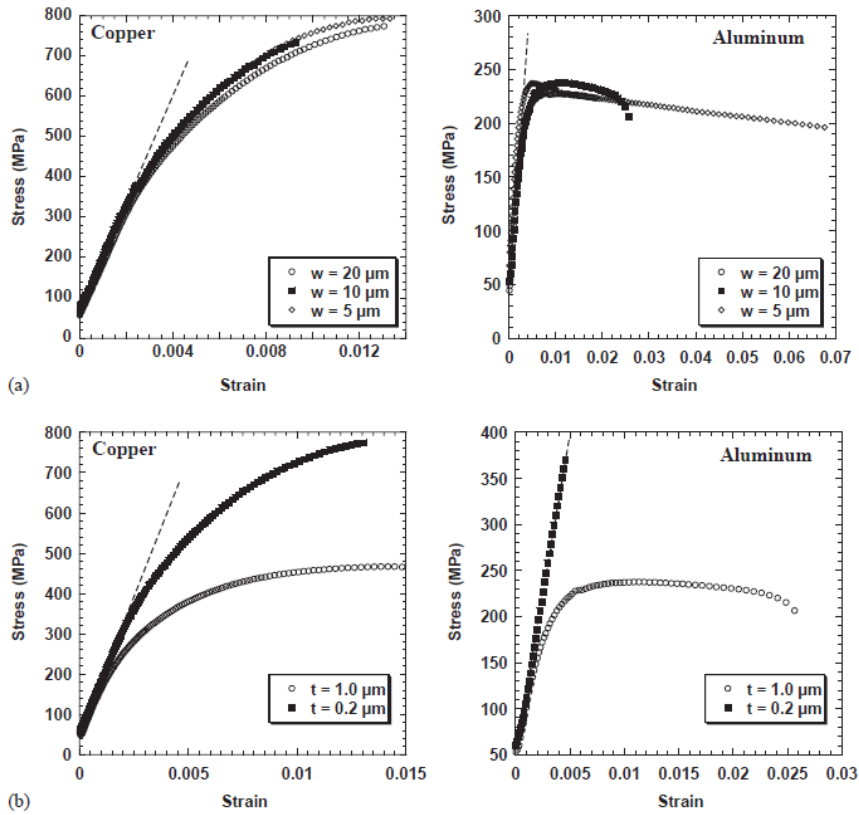 Copper
Stress (MPa)
800
700
600
500
400
300
200
100
0
w = 20 µm
w = 10 µm
w = 5 µm
0
0.004
0.008
0.012
Strain
Aluminum
Stress (MPa)
300
250
200
150
100
50
0
w = 20 µm
w = 10 µm
w = 5 µm
0
0.01
0.02
0.03
0.04
0.05
0.06
0.07
Strain
(a)
Copper
Stress (MPa)
800
700
600
500
400
300
200
100
0
t = 1.0 µm
t = 0.2 µm
0
0.005
0.01
0.015
Strain
Aluminum
Stress (MPa)
400
350
300
250
200
150
100
50
t = 1.0 µm
t = 0.2 µm
0
0.005
0.01
0.015
0.02
0.025
0.03
Strain
(b)